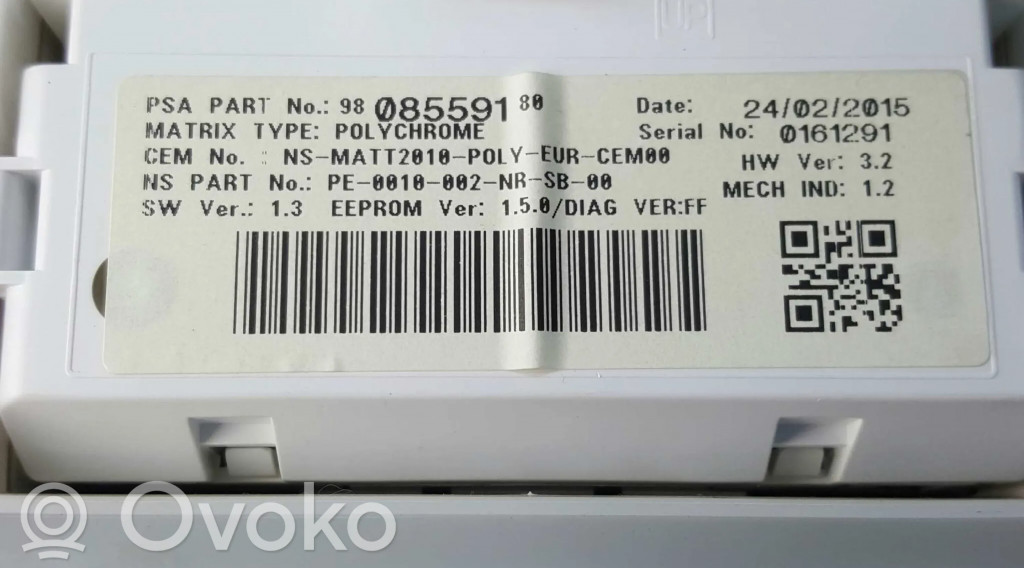 PSA PART No.: 98 085591 80 Date: 24/02/2015
MATRIX TYPE: POLYCHROME Serial No: 0161291
CEM No. : NS-MATT2010-POLY-EUR-CEM00 HW Ver: 3.2
NS PART No.: PE-0010-002-NR-SB-00 MECH IND: 1.2
SW Ver.: 1.3 EEPROM Ver: 1.5.0/DIAG VER:FF
Ovoko